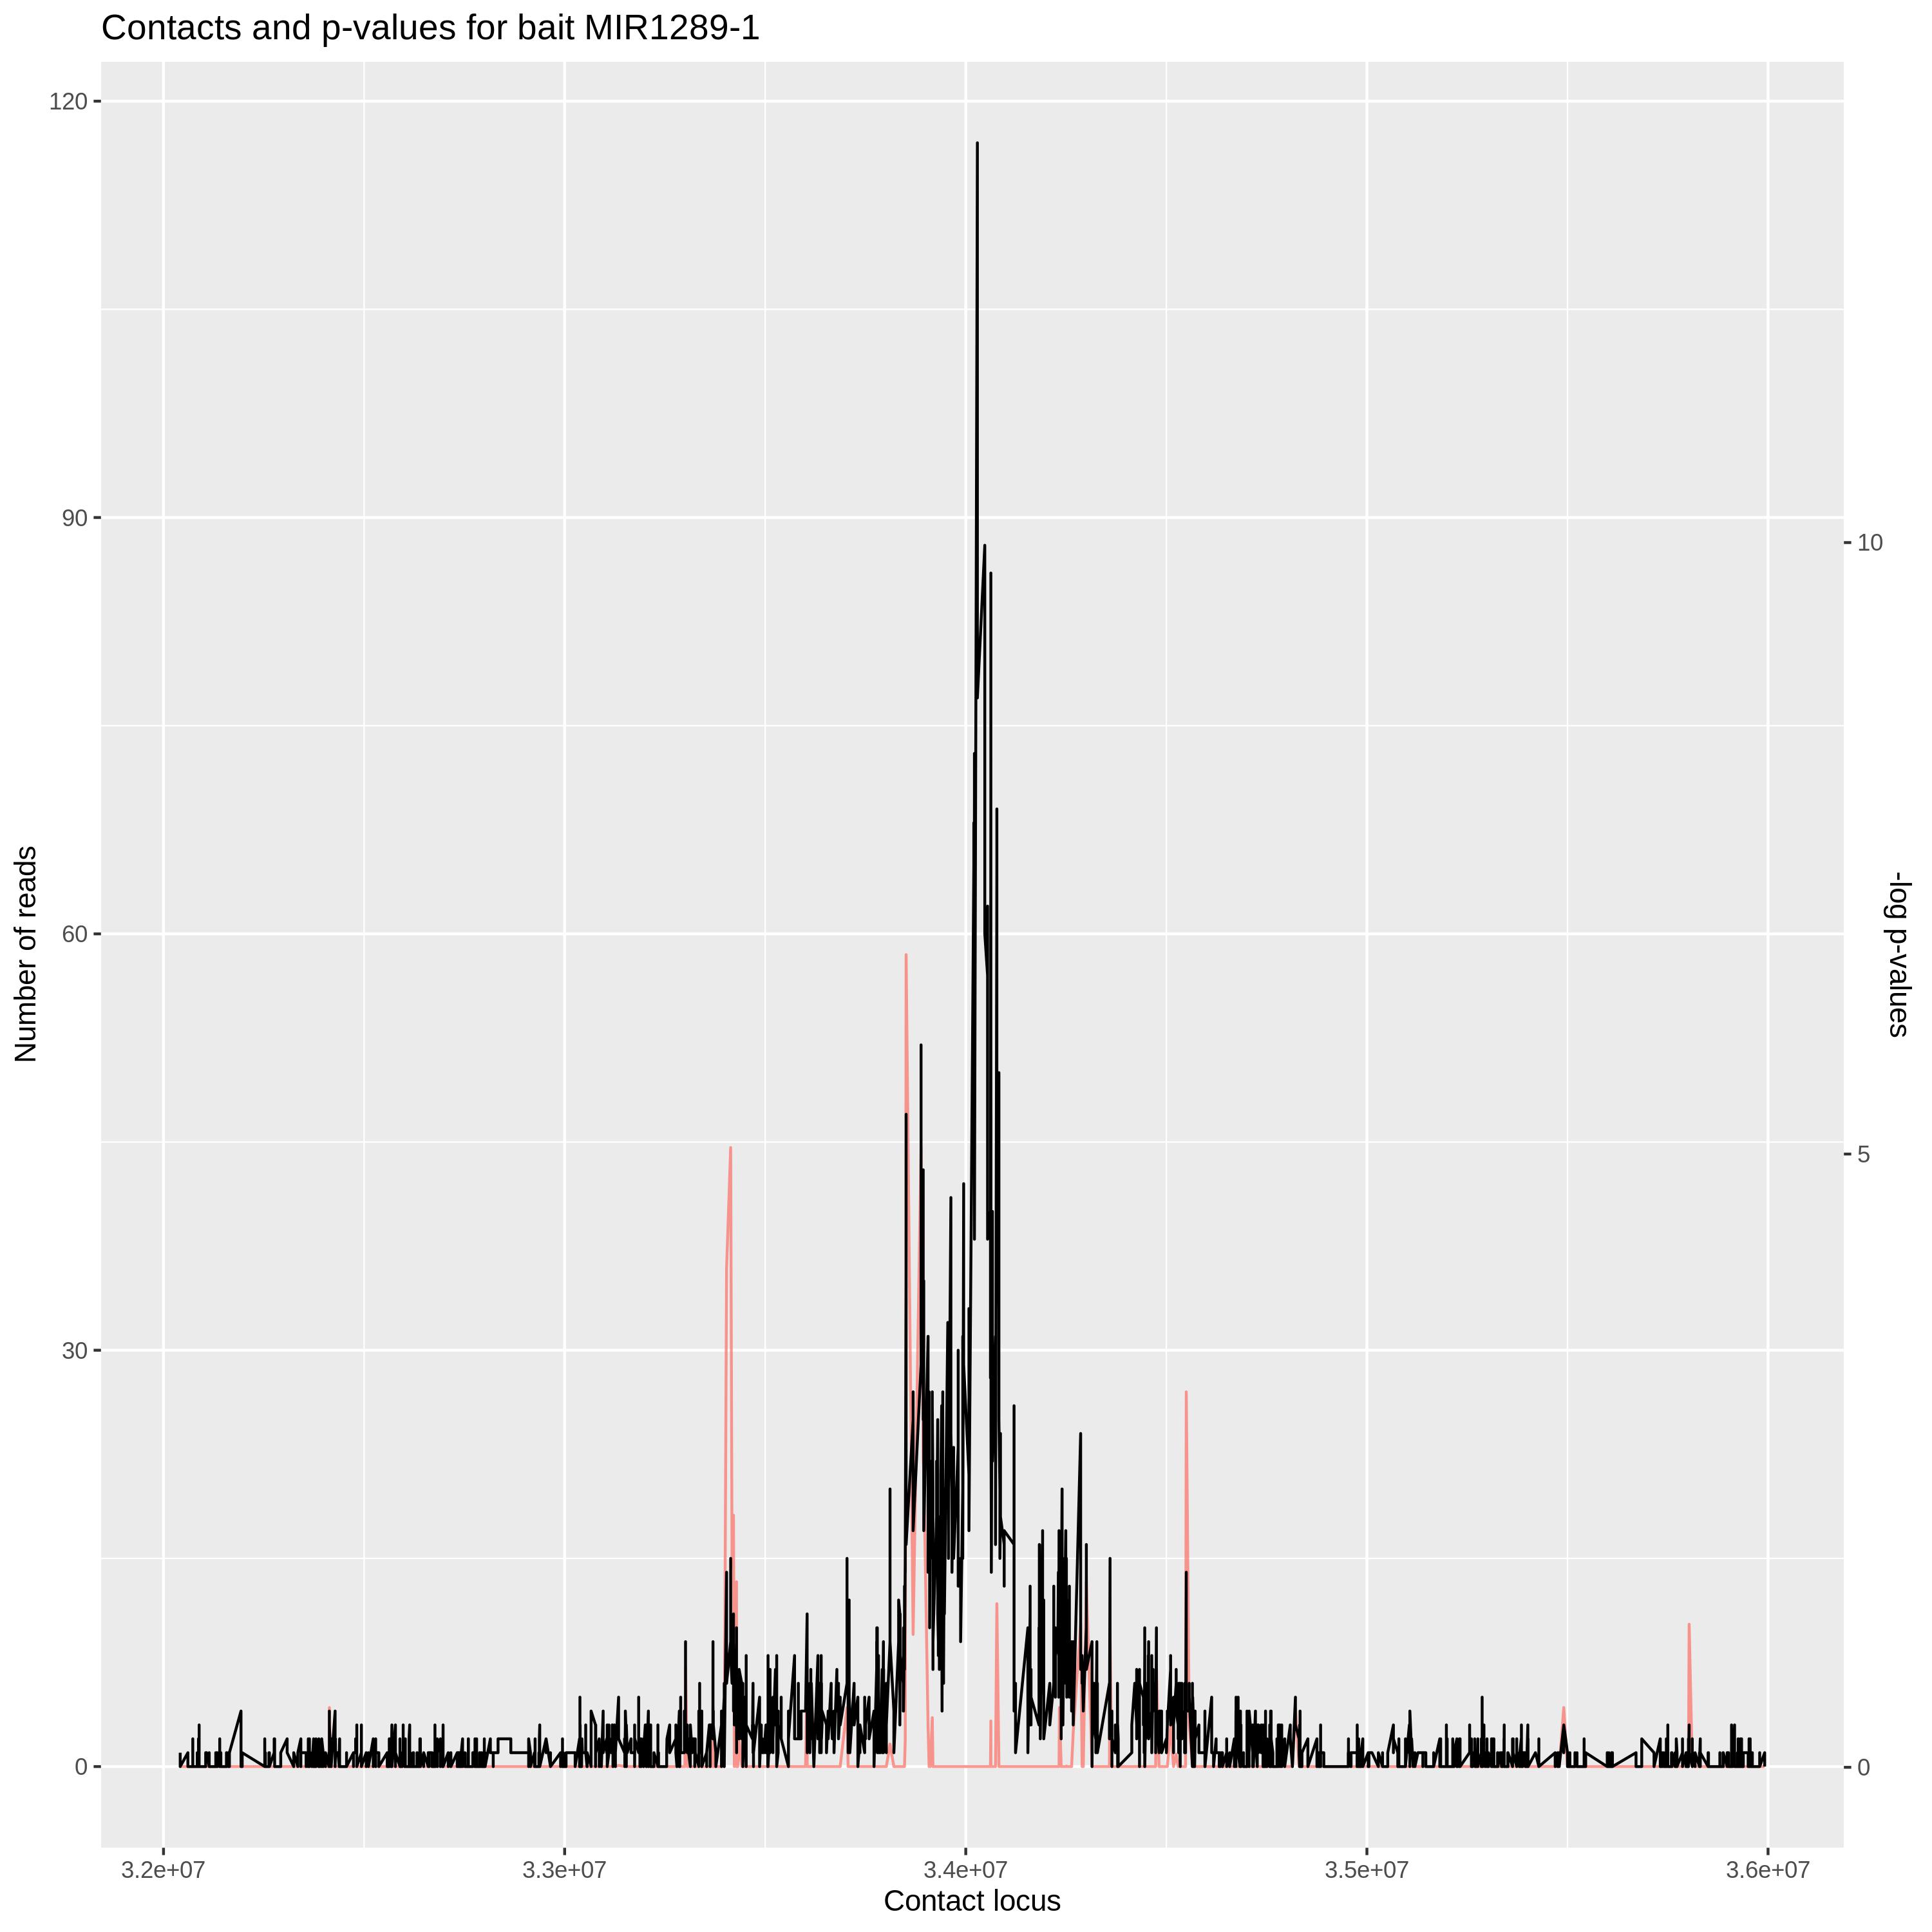 Contacts and p-values for bait MIR1289-1
120
90
60
30
0
Number of reads
10
5
0
-log p-values
3.2e+07
3.3e+07
3.4e+07
3.5e+07
3.6e+07
Contact locus